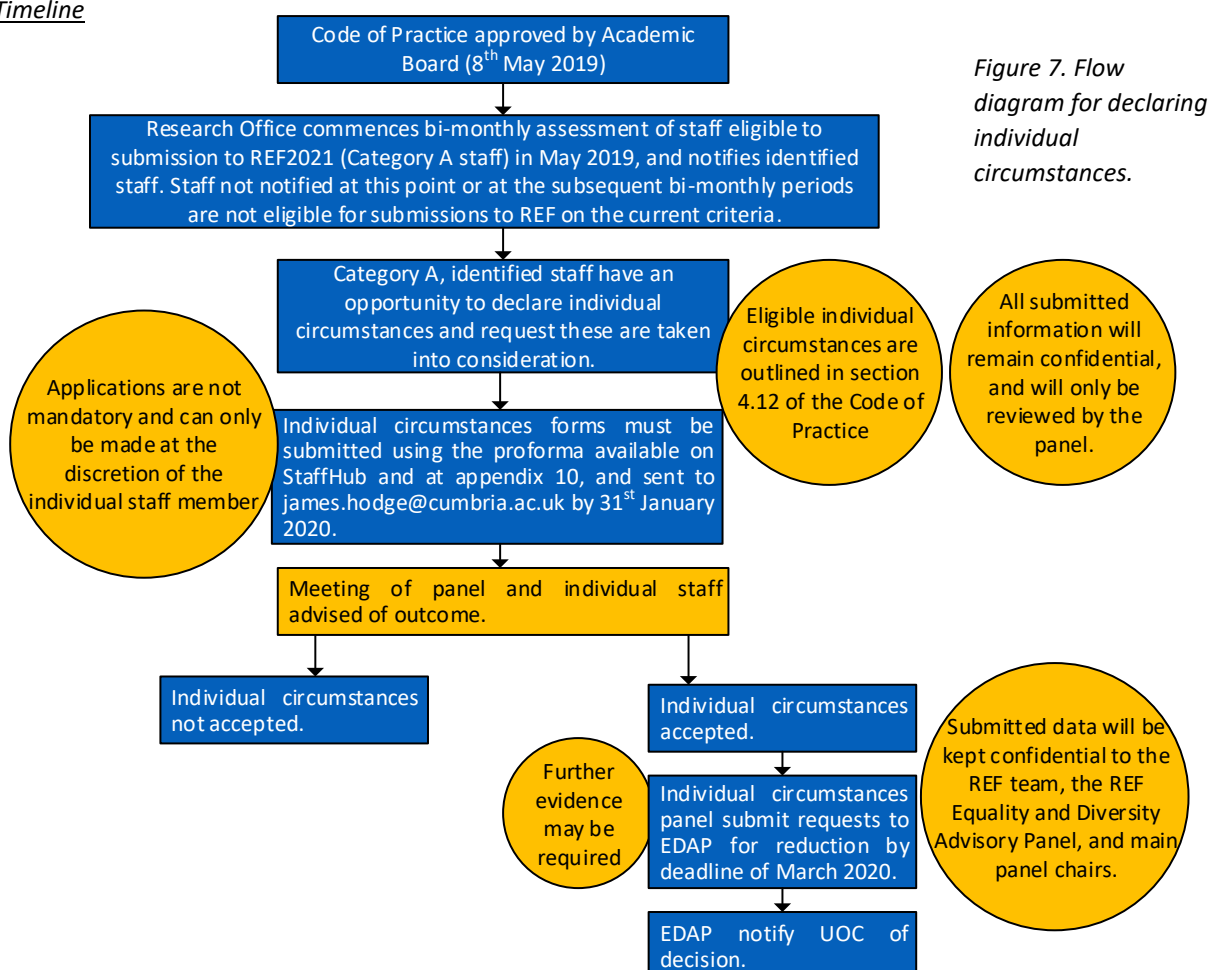 Timeline
Code of Practice approved by Academic
Board (8th May 2019)
Figure 7. Flow
diagram for declaring
individual
circumstances.
Research Office commences bi-monthly assessment of staff eligible to
submission to REF2021 (Category A staff) in May 2019, and notifies identified
staff. Staff not notified at this point or at the subsequent bi-monthly periods
are not eligible for submissions to REF on the current criteria.
Category A, identified staff have an
opportunity to declare individual
circumstances and request these are taken
into consideration.
Eligible individual
circumstances are
outlined in section
4.12 of the Code of
Practice
All submitted
information will
remain confidential,
and will only be
reviewed by the
panel.
Applications are not
mandatory and can only
be made at the
discretion of the
individual staff member
Individual circumstances forms must be
submitted using the proforma available on
StaffHub and at appendix 10, and sent to
james.hodge@cumbria.ac.uk by 31st January
2020.
Meeting of panel and individual staff
advised of outcome.
Individual circumstances
not accepted.
Individual circumstances
accepted.
Further
evidence
may be
required
Individual circumstances
panel submit requests to
EDAP for reduction by
deadline of March 2020.
Submitted data will be
kept confidential to the
REF team, the REF
Equality and Diversity
Advisory Panel, and main
panel chairs.
EDAP notify UOC of
decision.